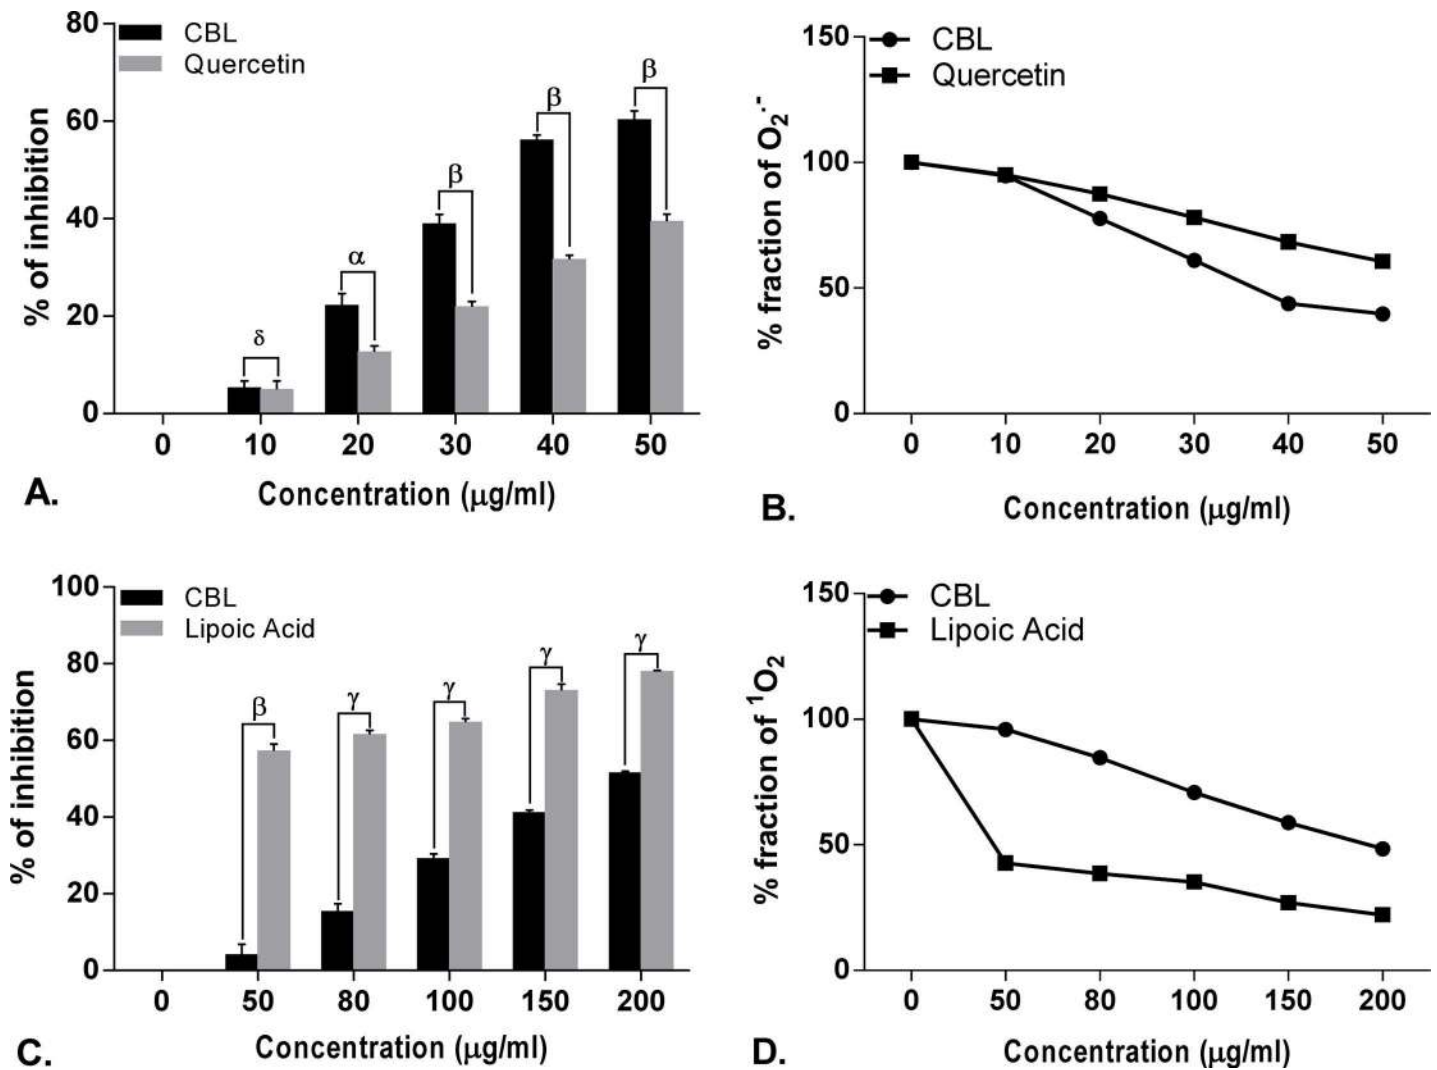 80
60
40
20
0
% of inhibition
CBL
Quercetin
δ
α
β
β
β
0 10 20 30 40 50
Concentration (μg/ml)
A.
150
100
50
0
% fraction of O₂·-
CBL
Quercetin
0 10 20 30 40 50
Concentration (μg/ml)
B.
100
80
60
40
20
0
% of inhibition
CBL
Lipoic Acid
β
γ
γ
γ
γ
0 50 80 100 150 200
Concentration (μg/ml)
C.
150
100
50
0
% fraction of ¹O₂
CBL
Lipoic Acid
0 50 80 100 150 200
Concentration (μg/ml)
D.